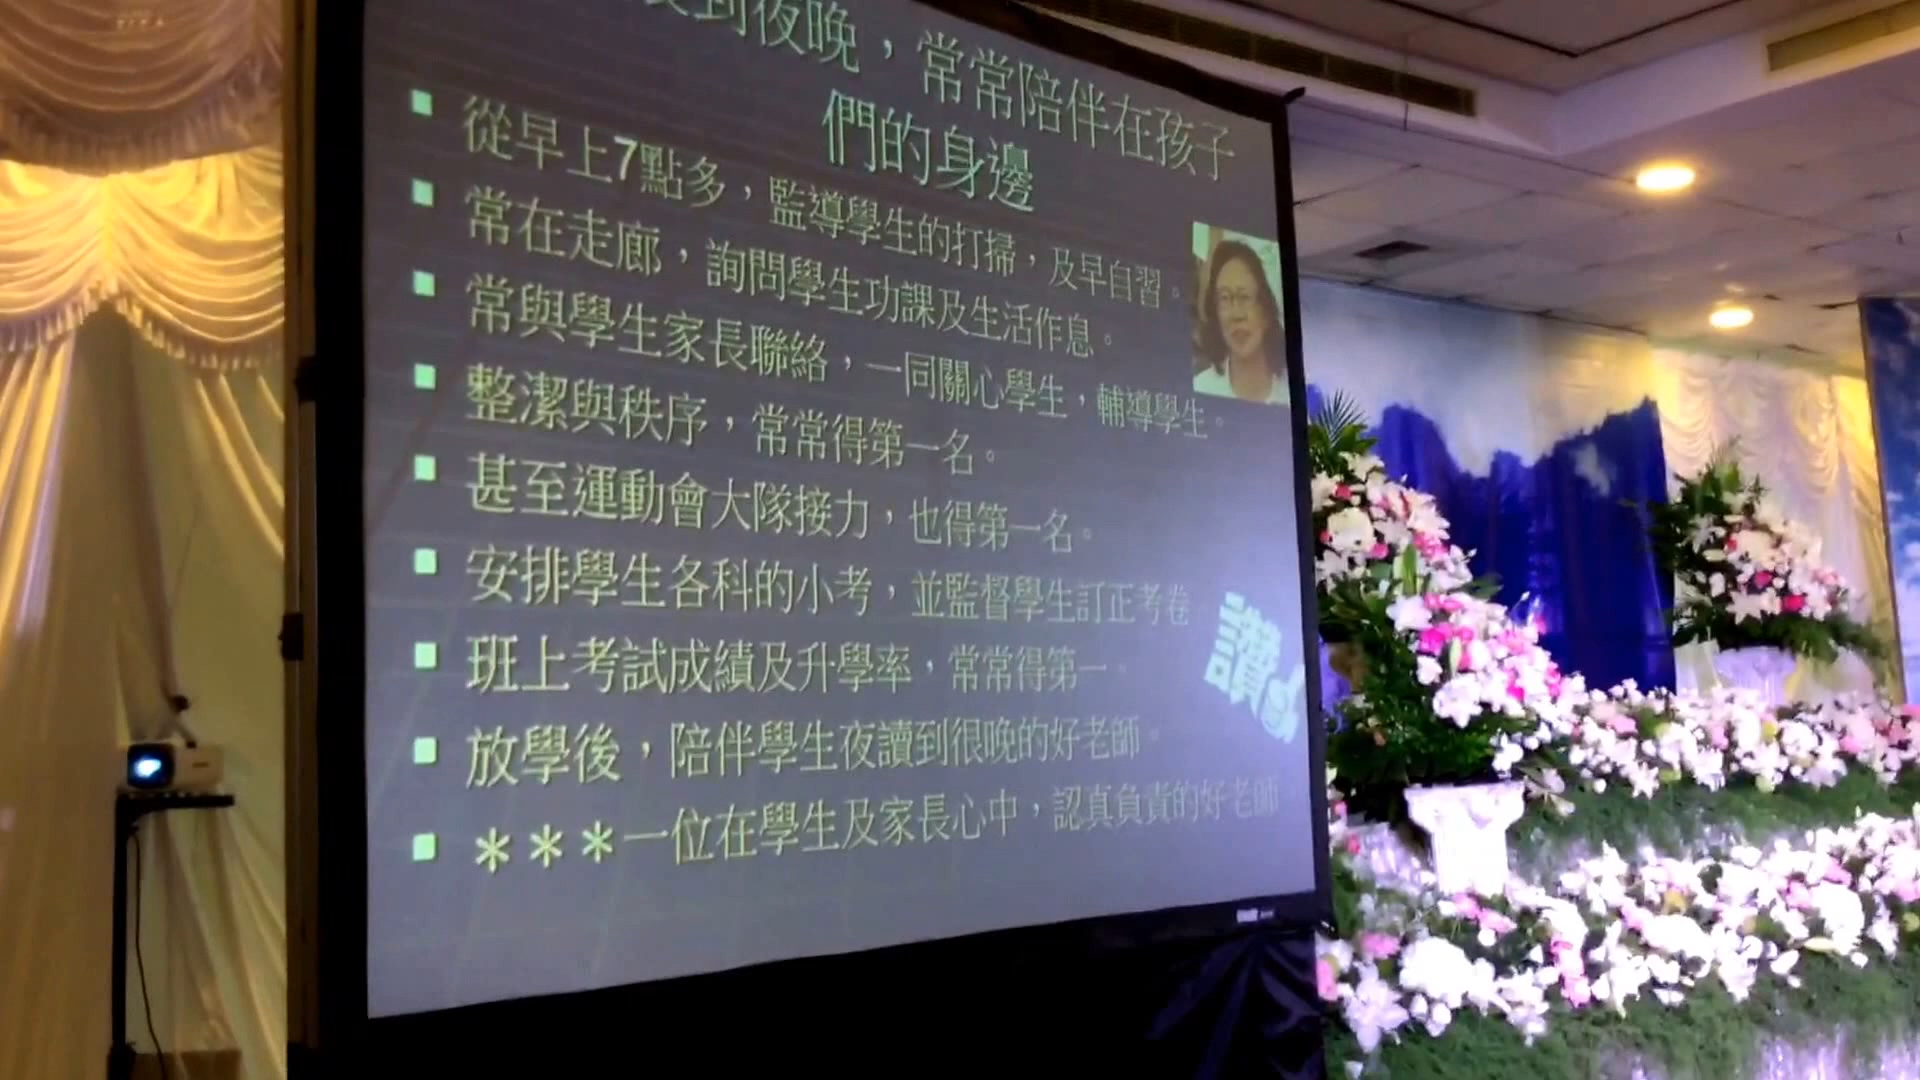 到夜晚，常常陪伴在孩子
們的身邊
從早上7點多，監導學生的打掃，及早自習。
常在走廊，詢問學生功課及生活作息。
常與學生家長聯絡，一同關心學生，輔導學生。
整潔與秩序，常常得第一名。
甚至運動會大隊接力，也得第一名。
安排學生各科的小考，並監督學生訂正考卷
班上考試成績及升學率，常常得第一。
放學後，陪伴學生夜讀到很晚的好老師。
＊＊＊一位在學生及家長心中，認真負責的好老師
讚